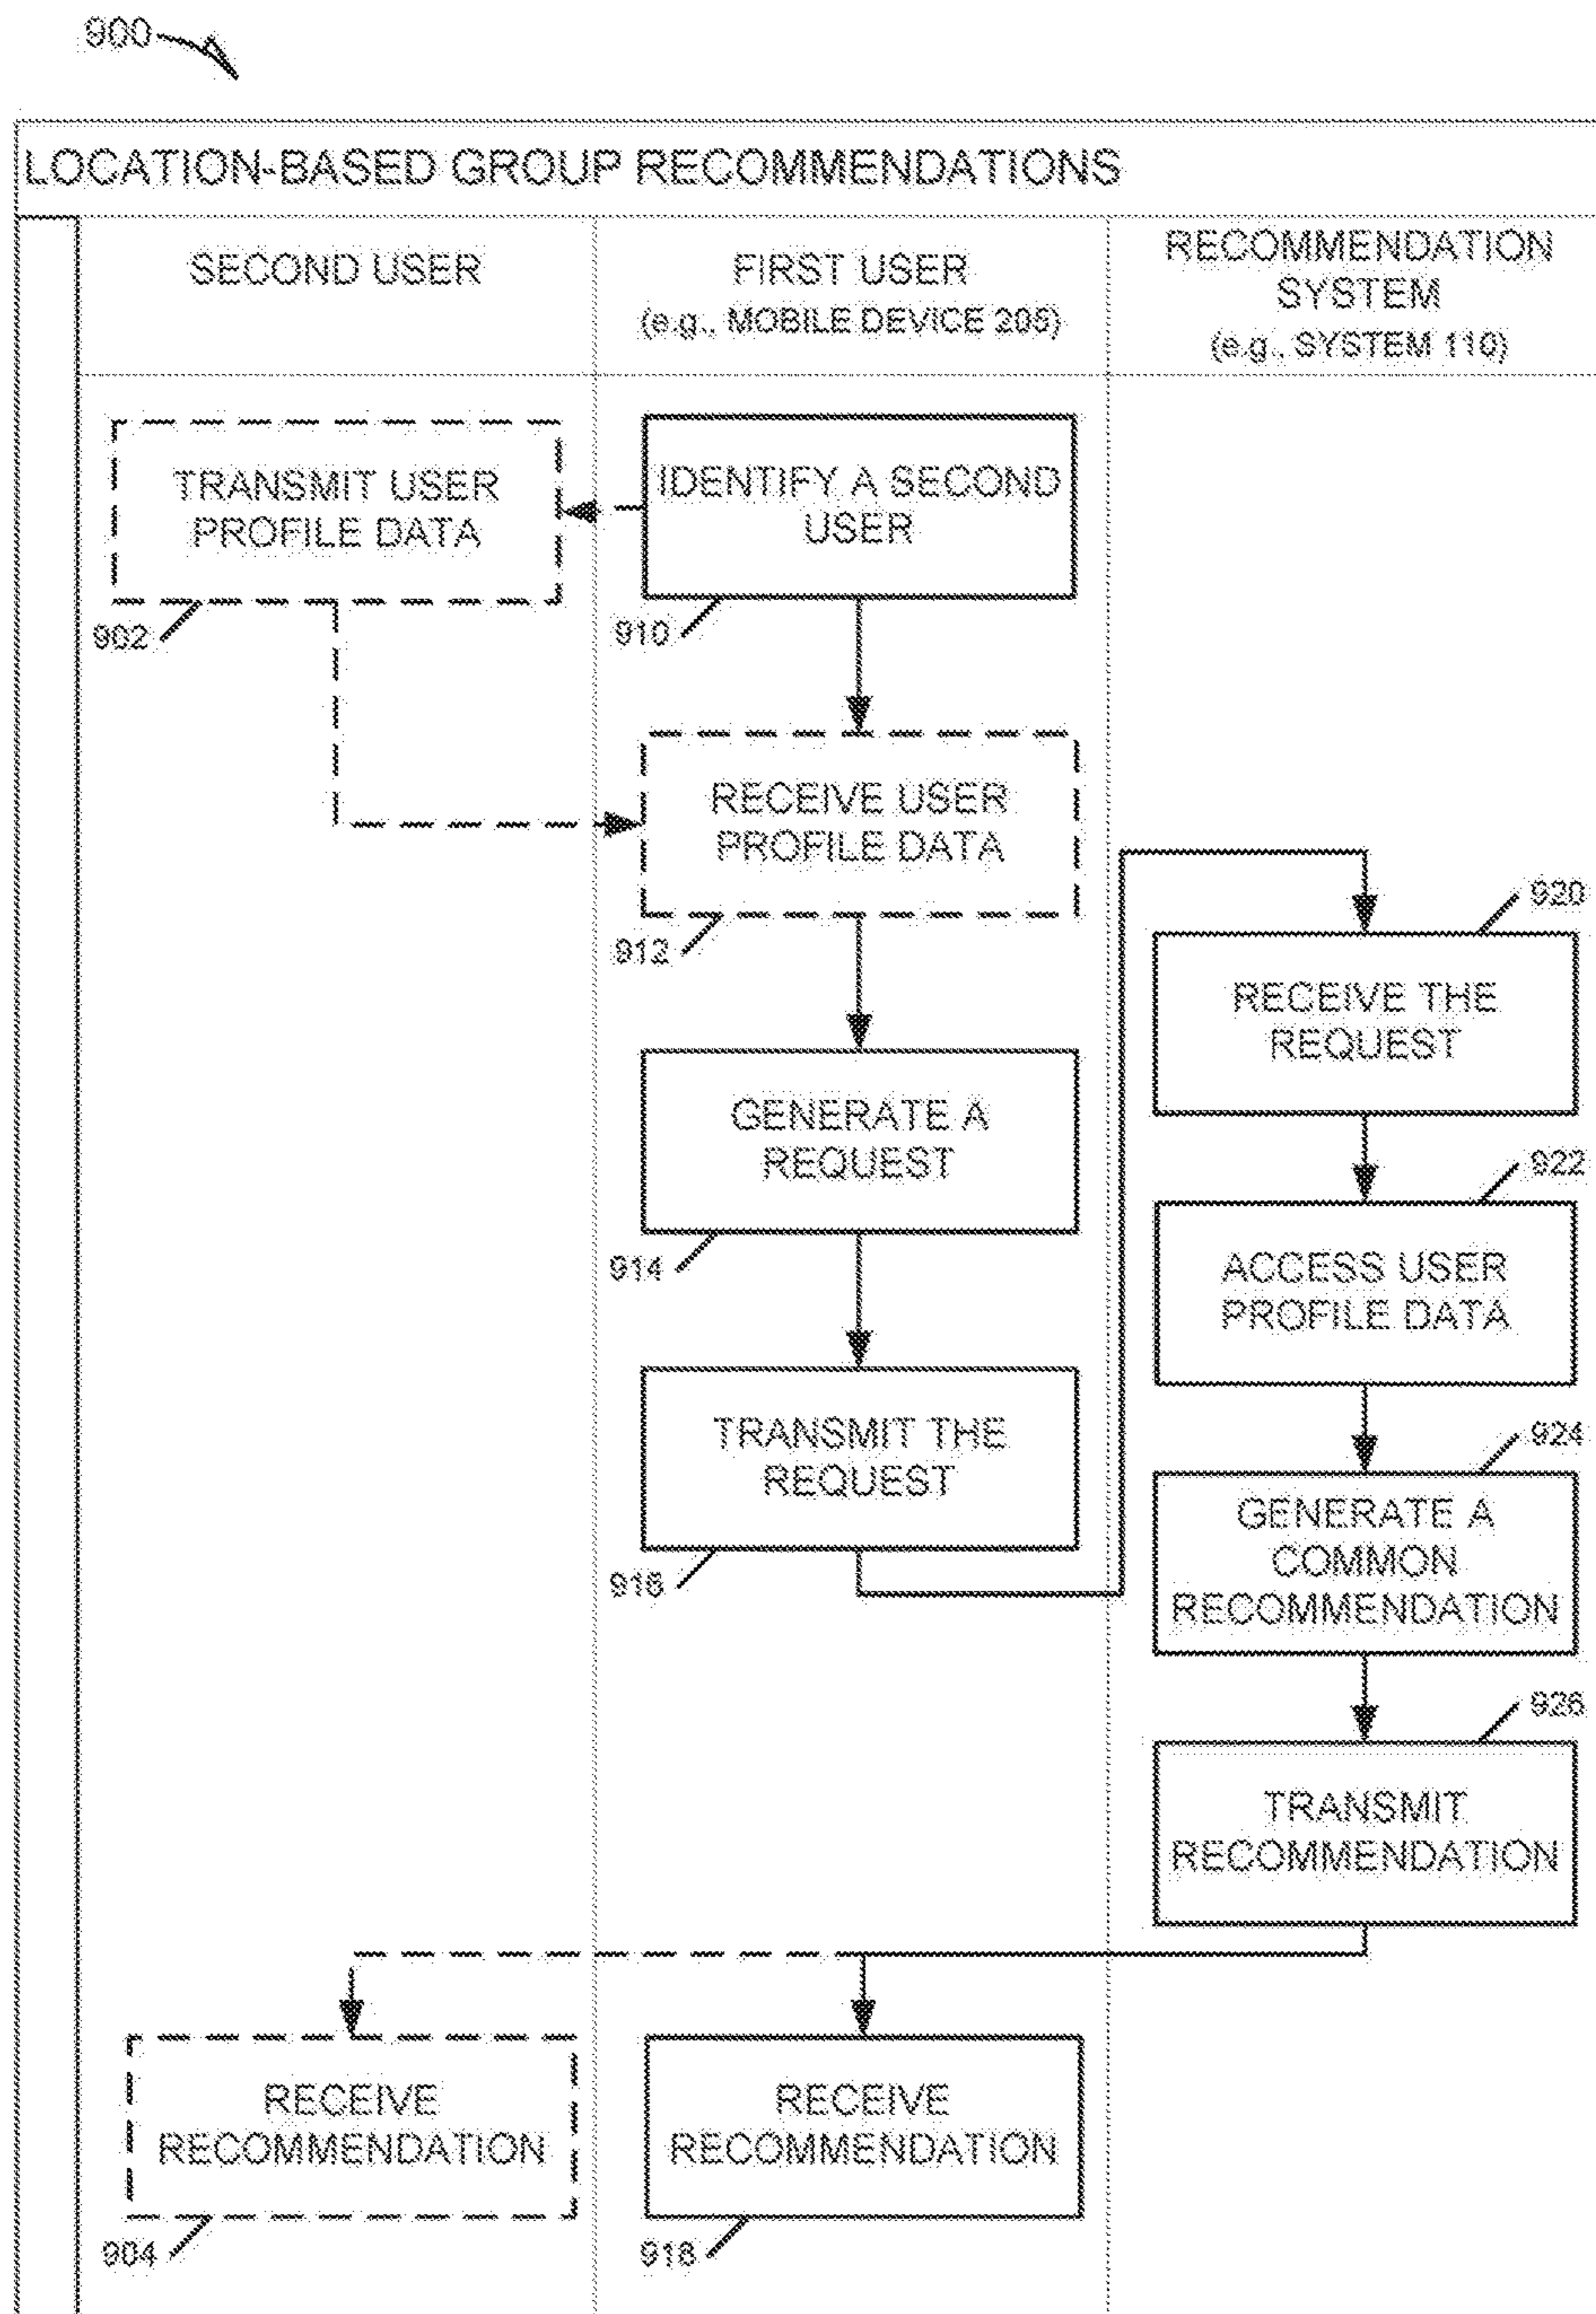 900
LOCATION-BASED GROUP RECOMMENDATIONS
SECOND USER
FIRST USER
(e.g., MOBILE DEVICE 205)
RECOMMENDATION
SYSTEM
(e.g., SYSTEM 110)
TRANSMIT USER
PROFILE DATA
902
IDENTIFY A SECOND
USER
910
RECEIVE USER
PROFILE DATA
912
GENERATE A
REQUEST
914
TRANSMIT THE
REQUEST
916
920
RECEIVE THE
REQUEST
922
ACCESS USER
PROFILE DATA
924
GENERATE A
COMMON
RECOMMENDATION
926
TRANSMIT
RECOMMENDATION
RECEIVE
RECOMMENDATION
904
RECEIVE
RECOMMENDATION
918